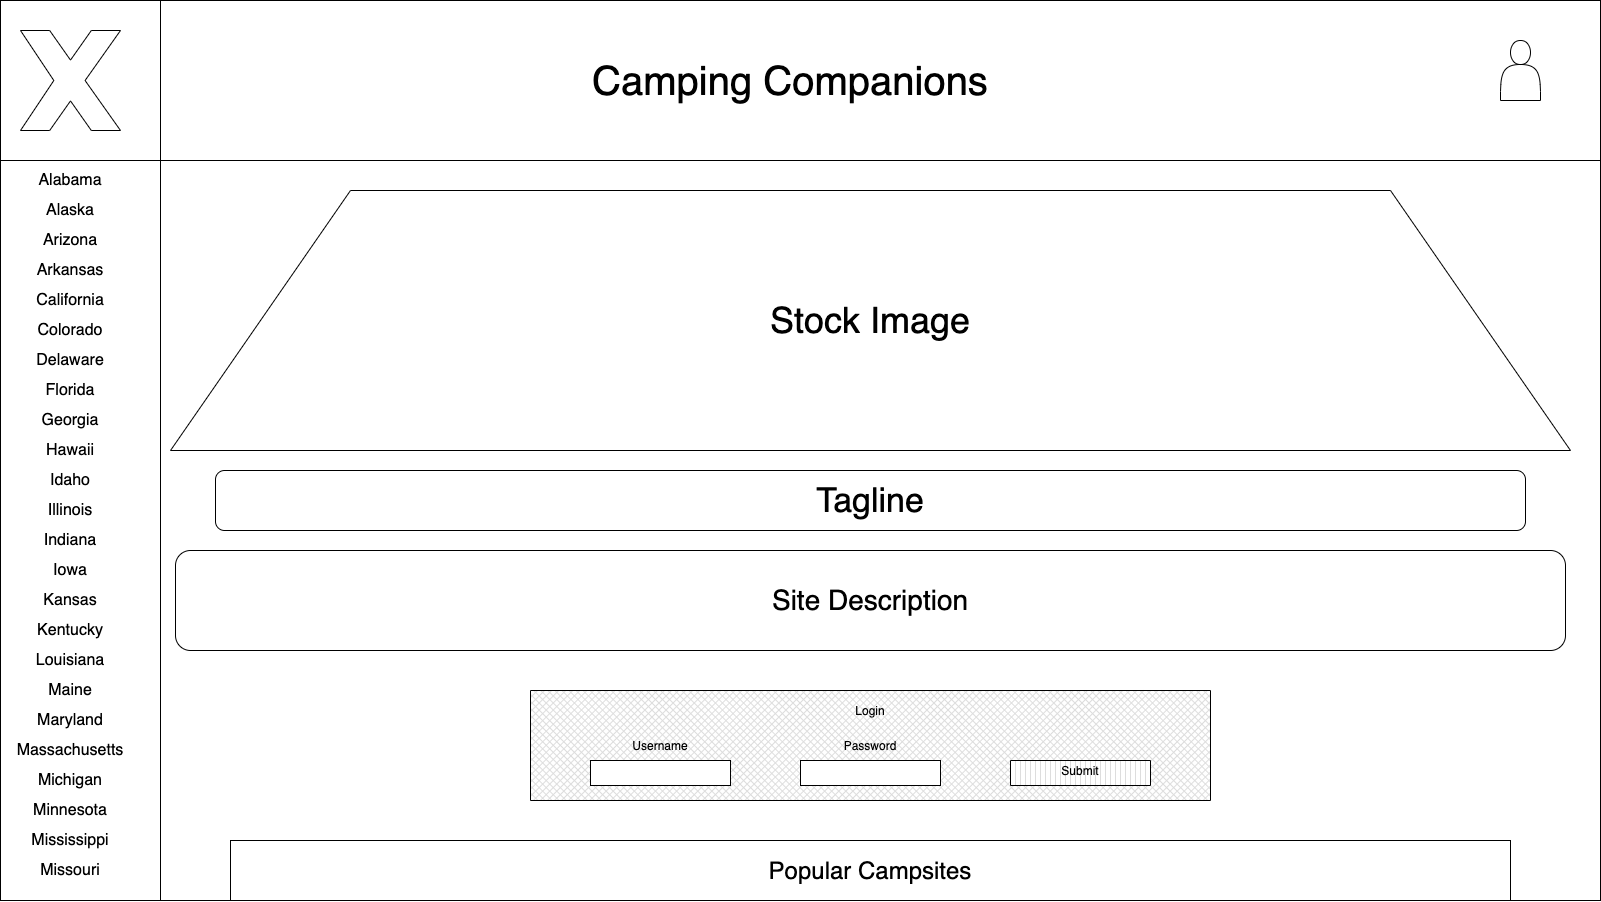 Camping Companions
Alabama
Alaska
Arizona
Arkansas
California
Colorado
Delaware
Florida
Georgia
Hawaii
Idaho
Illinois
Indiana
Iowa
Kansas
Kentucky
Louisiana
Maine
Maryland
Massachusetts
Michigan
Minnesota
Mississippi
Missouri
Stock Image
Tagline
Site Description
Login
Username Password
Submit
Popular Campsites